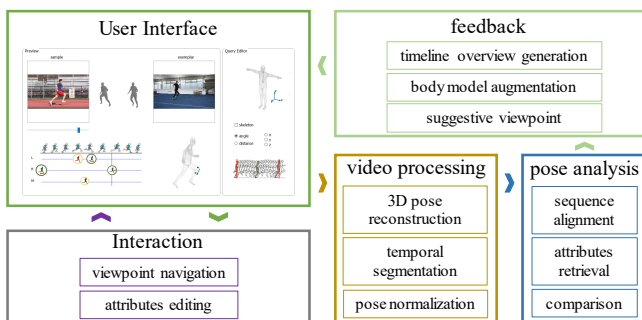 User Interface
Preview
sample
exemplar
Query Editor
skeleton
angle
distance
L
R
M
Interaction
viewpoint navigation
attributes editing
feedback
timeline overview generation
body model augmentation
suggestive viewpoint
video processing
3D pose
reconstruction
temporal
segmentation
pose normalization
pose analysis
sequence
alignment
attributes
retrieval
comparison